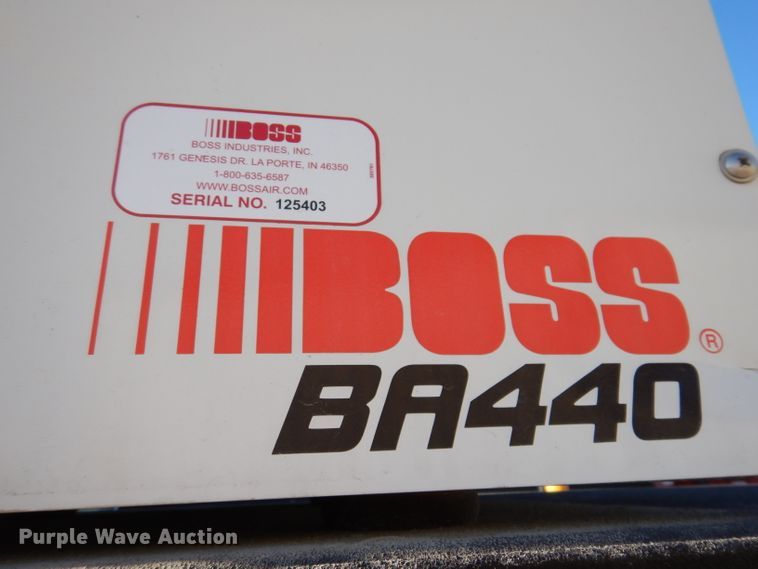 BOSS
BOSS INDUSTRIES, INC.
1761 GENESIS DR. LA PORTE, IN 46350
1-800-635-6587
WWW.BOSSAIR.COM
SERIAL NO. 125403
BOSS ®
BA440
Purple Wave Auction